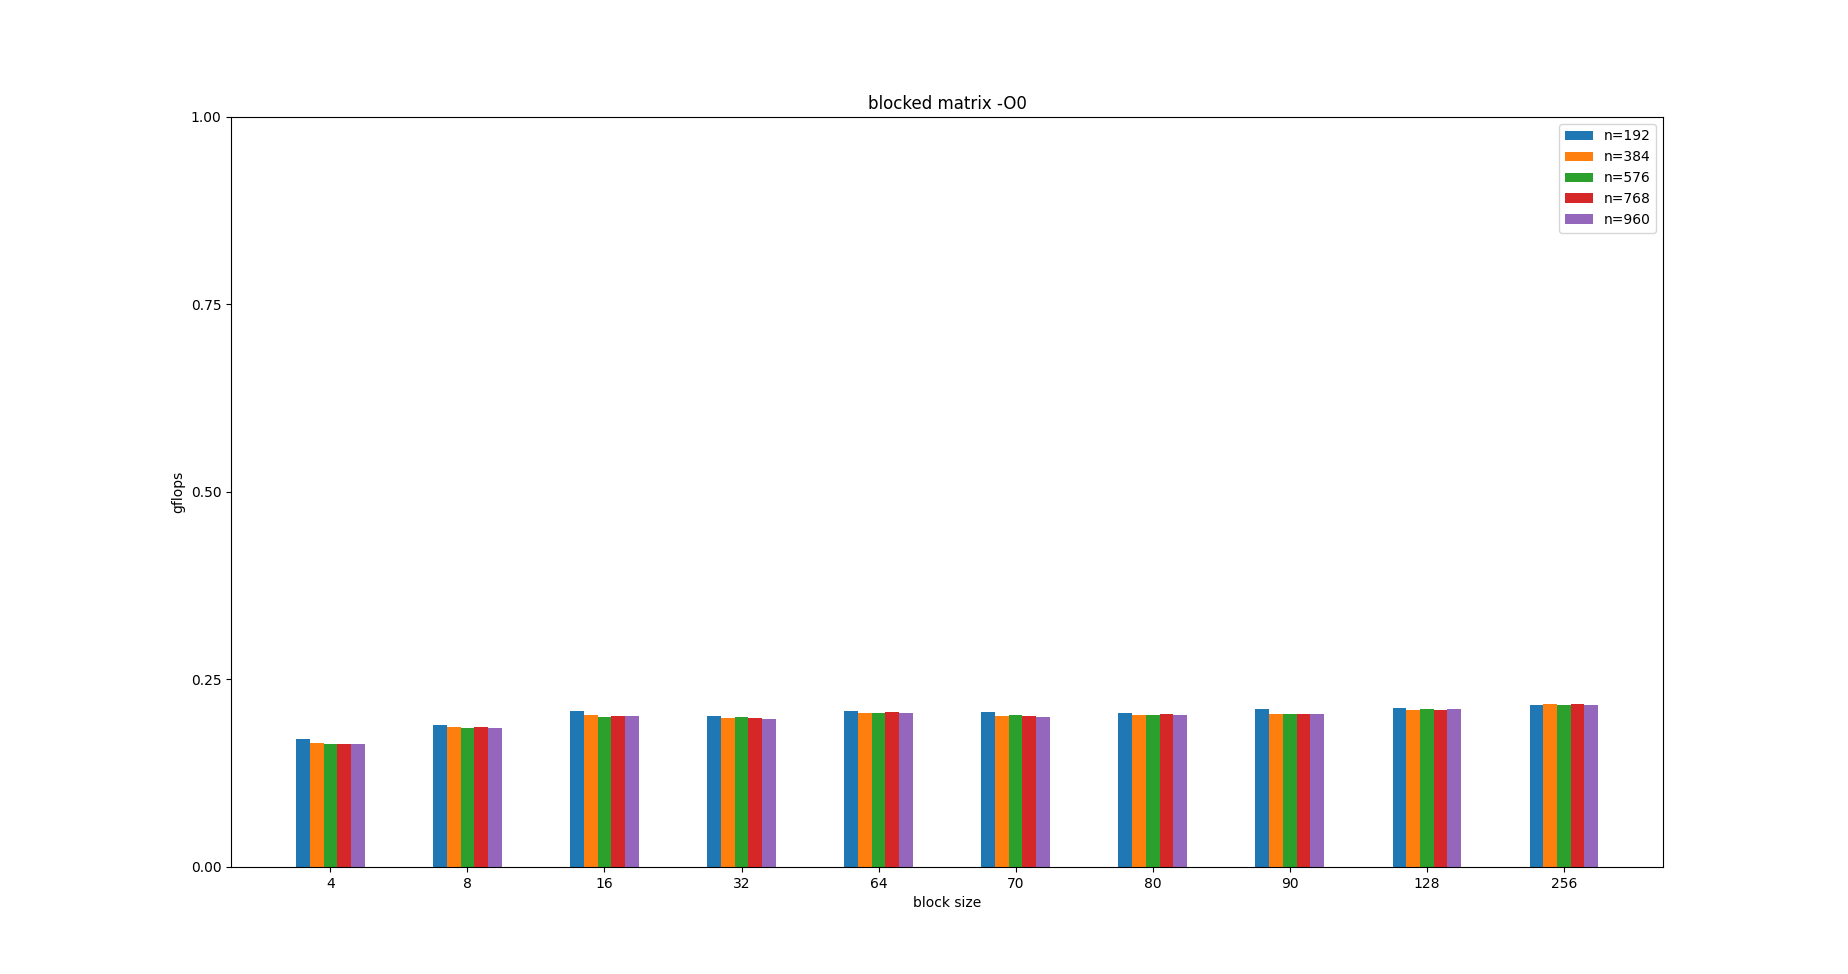 blocked matrix -O0
1.00
0.75
0.50
0.25
0.00
gflops
n=192
n=384
n=576
n=768
n=960
4 8 16 32 64 70 80 90 128 256
block size